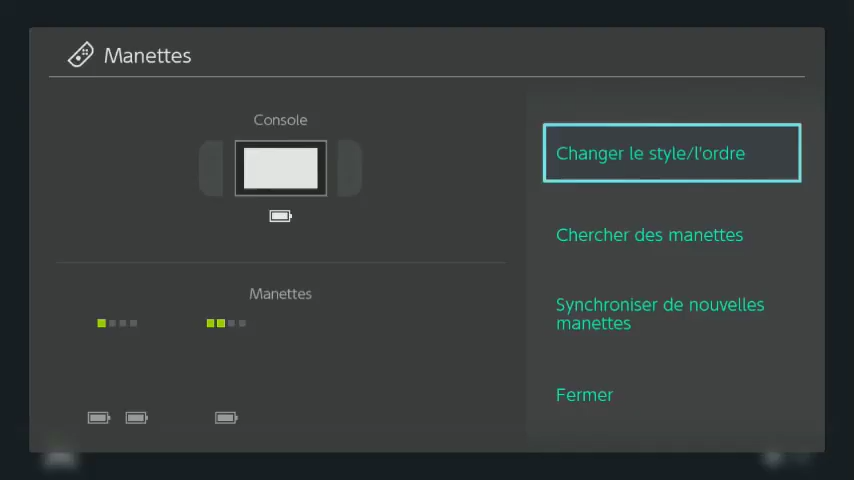 Manettes
Console
Manettes
Changer le style/l'ordre
Chercher des manettes
Synchroniser de nouvelles
manettes
Fermer